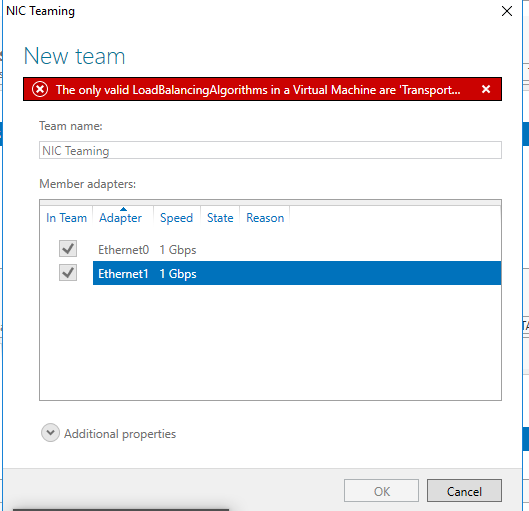 NIC Teaming
New team
The only valid LoadBalancingAlgorithms in a Virtual Machine are 'Transport...
Team name:
NIC Teaming
Member adapters:
In Team Adapter Speed State Reason
Ethernet0 1 Gbps
Ethernet1 1 Gbps
Additional properties
OK Cancel